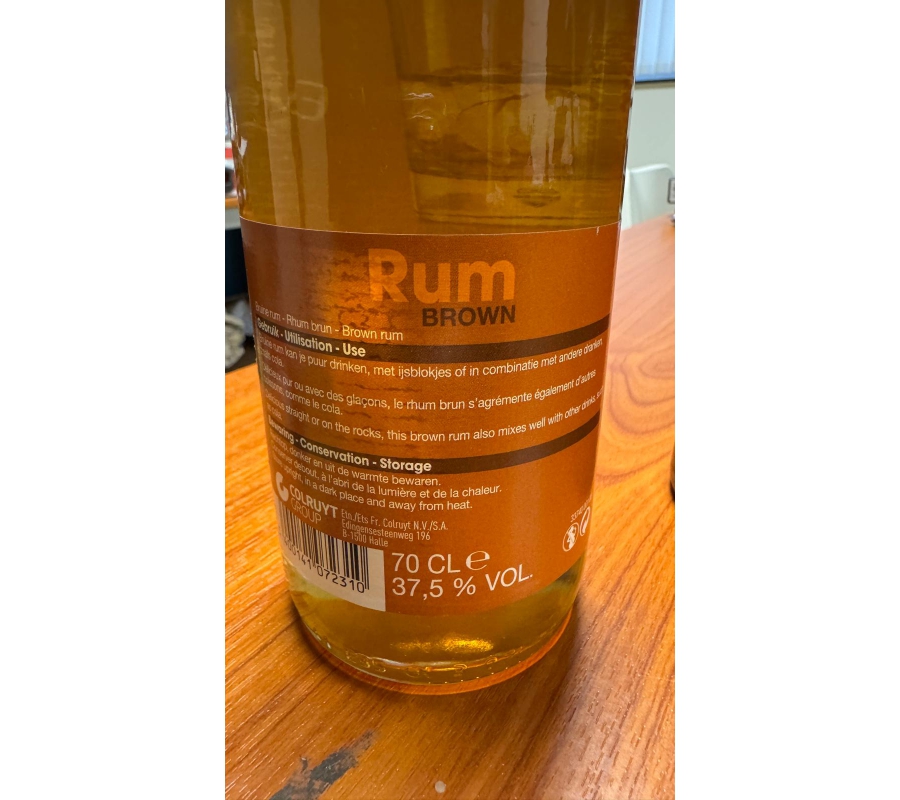 Rum
BROWN
rum - Rhum brun - Brown rum
Gebruik - Utilisation - Use
rum kan je puur drinken, met ijsblokjes of in combinatie met andere dranken,
cola.
pur ou avec des glaçons, le rhum brun s'agrémente également d'autres
comme le cola.
straight or on the rocks, this brown rum also mixes well with other drinks,
Bewaring - Conservation - Storage
donker en uit de warmte bewaren.
debout, à l'abri de la lumière et de la chaleur.
upright, in a dark place and away from heat.
COLRUYT
GROUP
Etn./Ets Fr. Colruyt N.V./S.A.
Edingensesteenweg 196
B-1500 Halle
141 072310
70 CL e
37,5 % VOL.